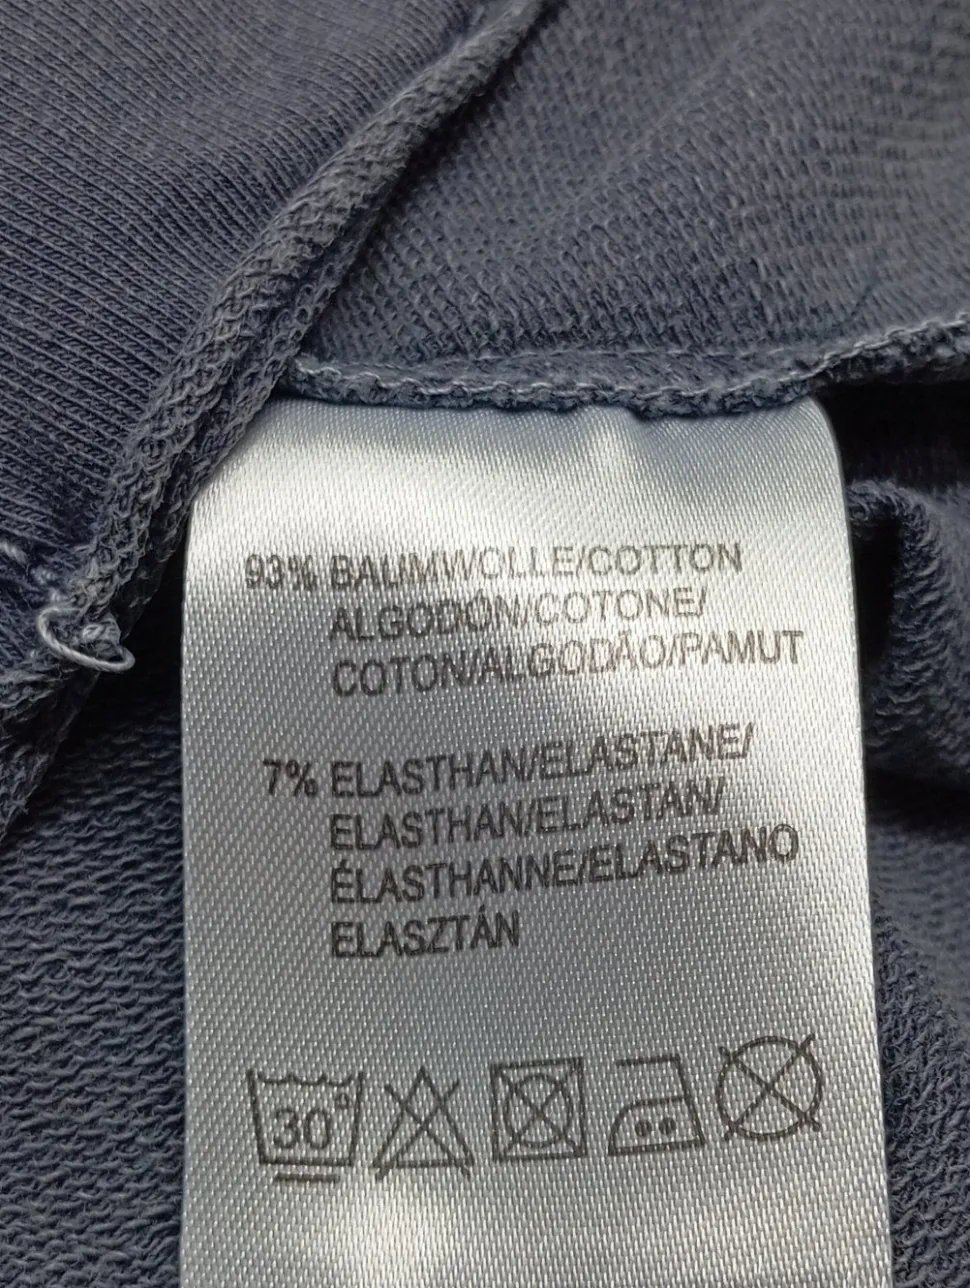 93% BAUMWOLLE/COTTON
ALGODÓN/COTONE/
COTON/ALGODÃO/PAMUT
7% ELASTHAN/ELASTANE/
ELASTHAN/ELASTAN/
ÉLASTHANNE/ELASTANO
ELASZTÁN
30°